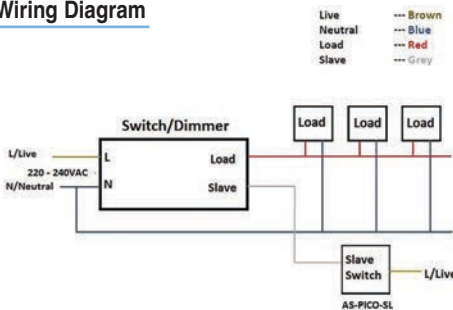 Wiring Diagram
Live --- Brown
Neutral --- Blue
Load --- Red
Slave --- Grey
Switch/Dimmer
Load Load Load
L/Live
L
Load
220 - 240VAC
N/Neutral
N
Slave
Slave
Switch
L/Live
AS-PICO-SL